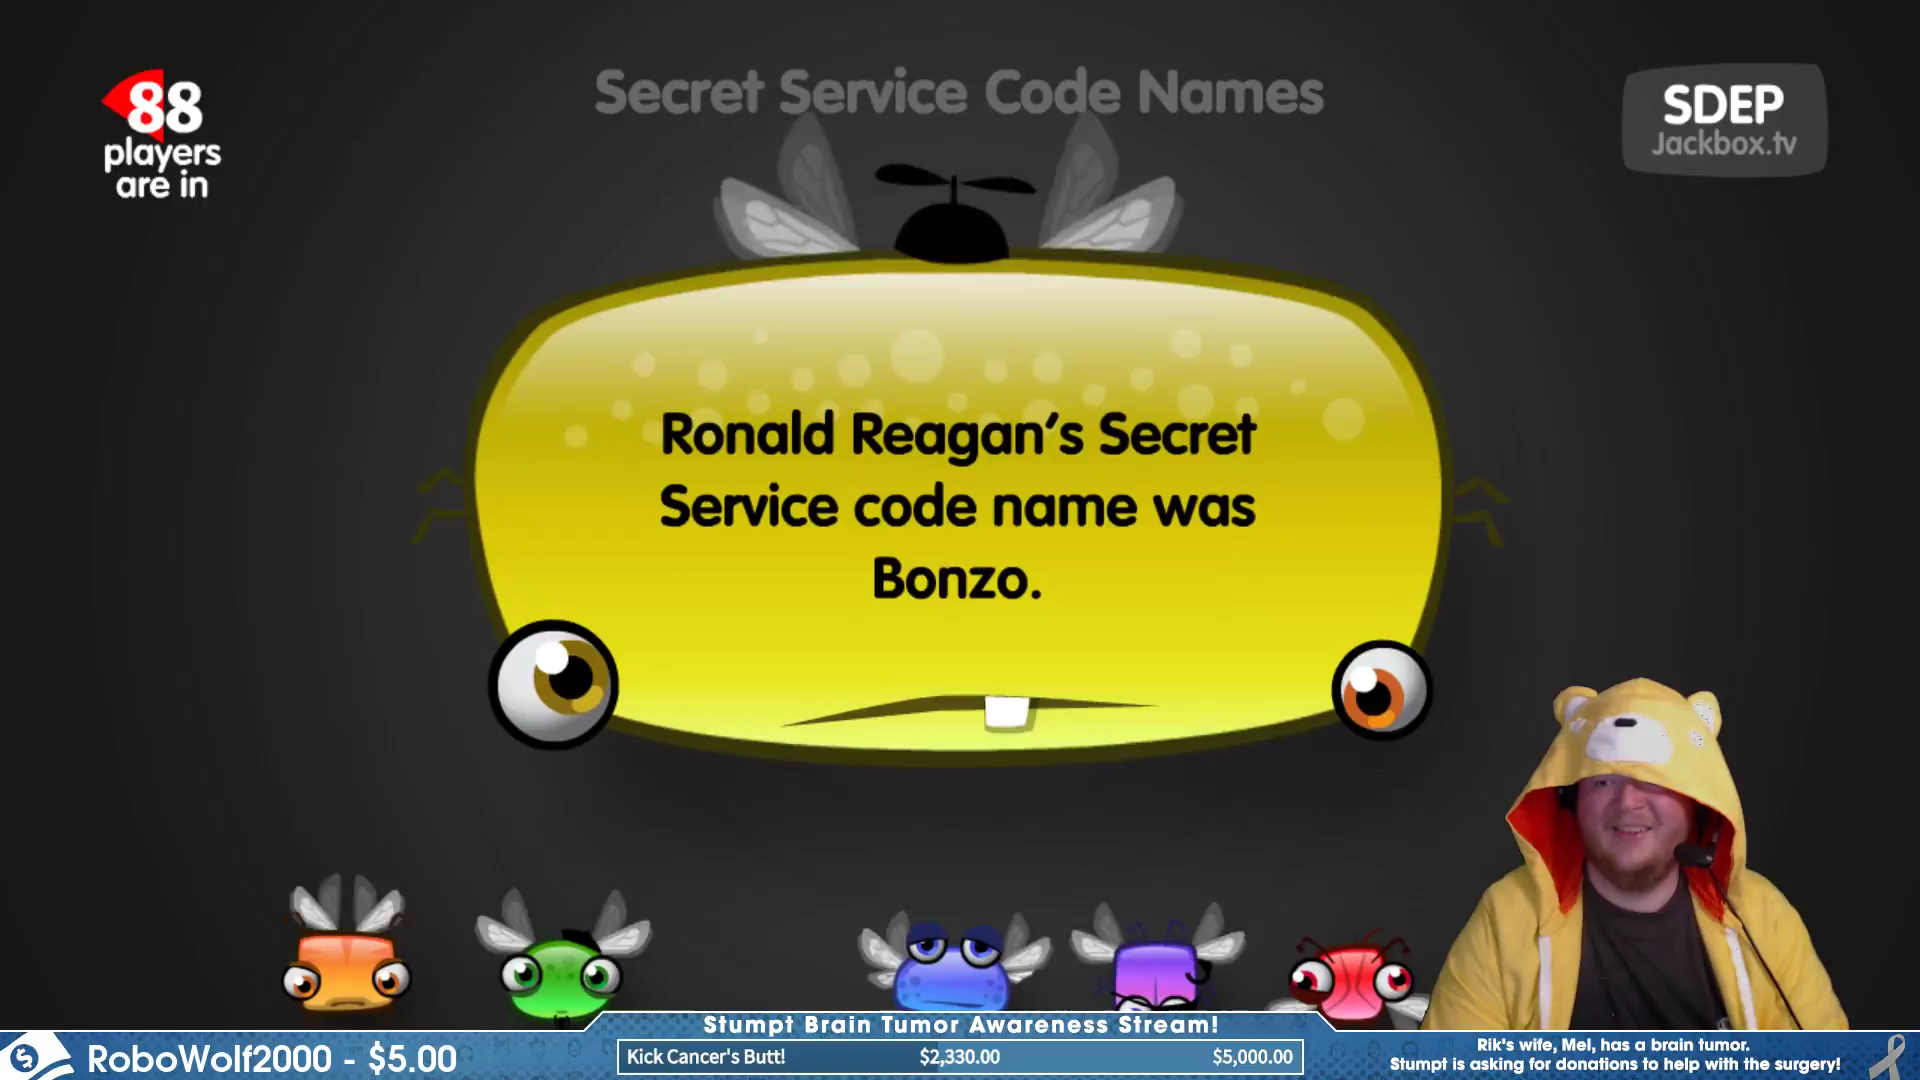 88
players
are in
Secret Service Code Names
SDEP
Jackbox.tv
Ronald Reagan's Secret
Service code name was
Bonzo.
Stumpt Brain Tumor Awareness Stream!
RoboWolf2000 - $5.00
Kick Cancer's Butt! $2,330.00 $5,000.00
Rik's wife, Mel, has a brain tumor.
Stumpt is asking for donations to help with the surgery!